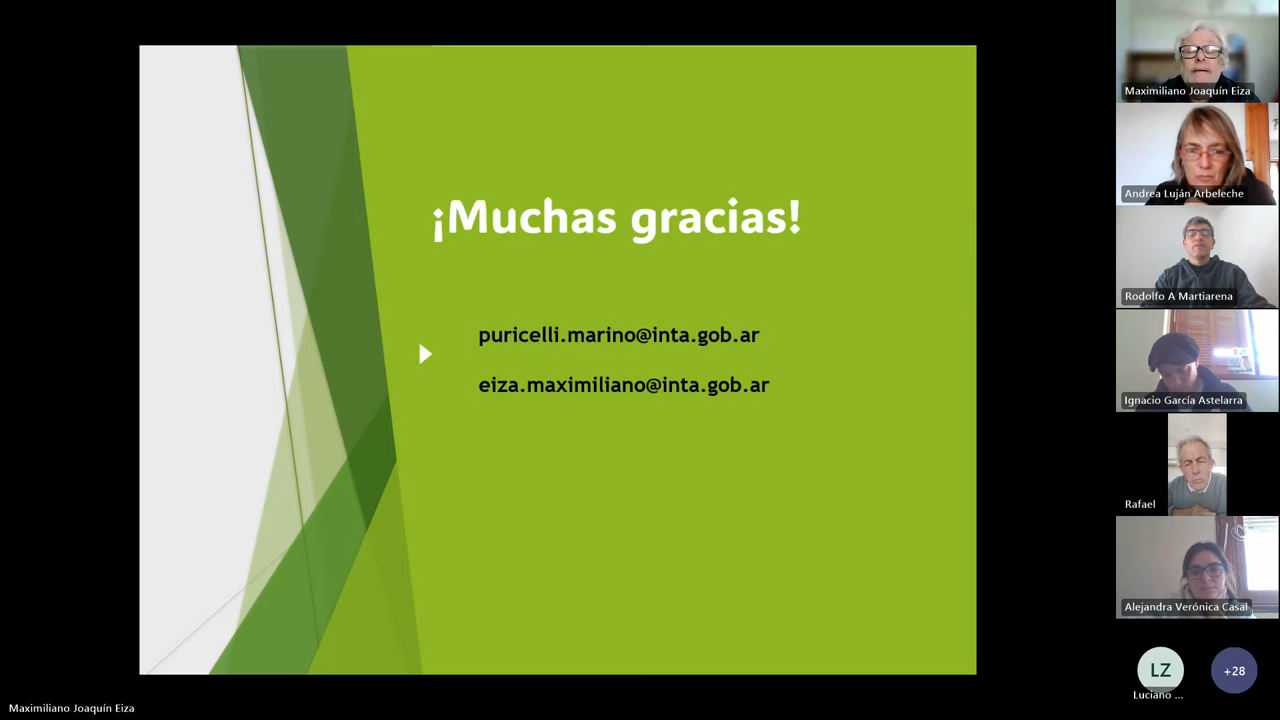 ¡Muchas gracias!
puricelli.marino@inta.gob.ar
eiza.maximiliano@inta.gob.ar
Maximiliano Joaquín Eiza
Andrea Luján Arbeleche
Rodolfo A Martiarena
Ignacio García Astelarra
Rafael
Alejandra Verónica Casal
LZ
+28
Luciano ...
Maximiliano Joaquín Eiza